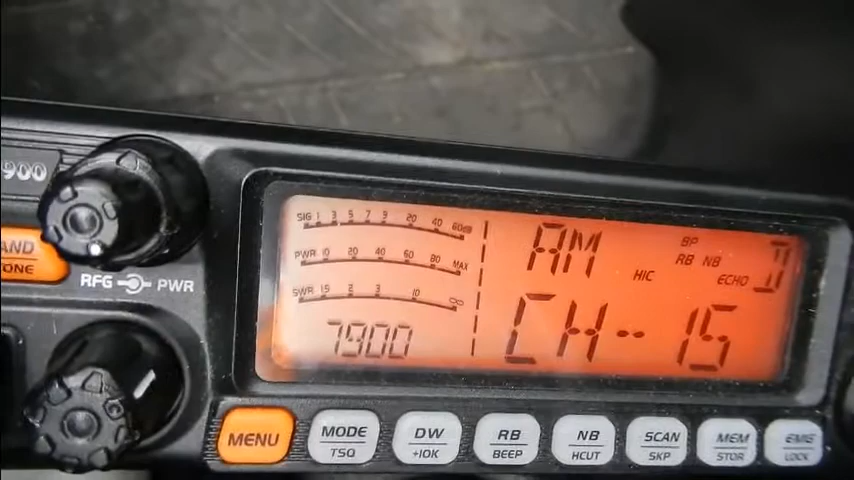 900
SIG 1 3 5 7 9 20 40 60dB
AM
BP
RB NB
HIC
ECHO
D
PWR 10 20 40 60 80 MAX
SWR 1.5 2 3 10 ∞
7900
CH-15
TONE
RFG PWR
MENU
MODE
TSQ
DW
+10K
RB
BEEP
NB
HCUT
SCAN
SKP
MEM
STOR
EMG
LOCK